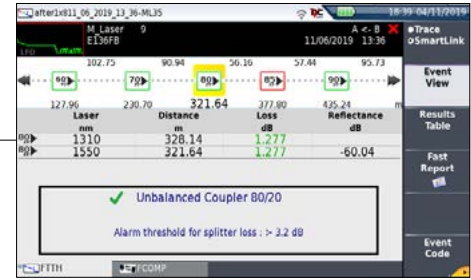 after1x811_06_2019_13_36-ML35
18:39 04/11/2019
M_Laser 9
A <- B
E136FB
11/06/2019 13:36
LFD
Trace
SmartLink
102.75 90.94 56.16 57.44 95.73
Event View
127.96 230.70 321.64 377.80 435.24 m
Laser Distance Loss Reflectance
nm m dB dB
1310 328.14 1.277
1550 321.64 1.277 -60.04
Results Table
Fast Report
Unbalanced Coupler 80/20
Alarm threshold for splitter loss : > 3.2 dB
Event Code
FTTH
FCOMP